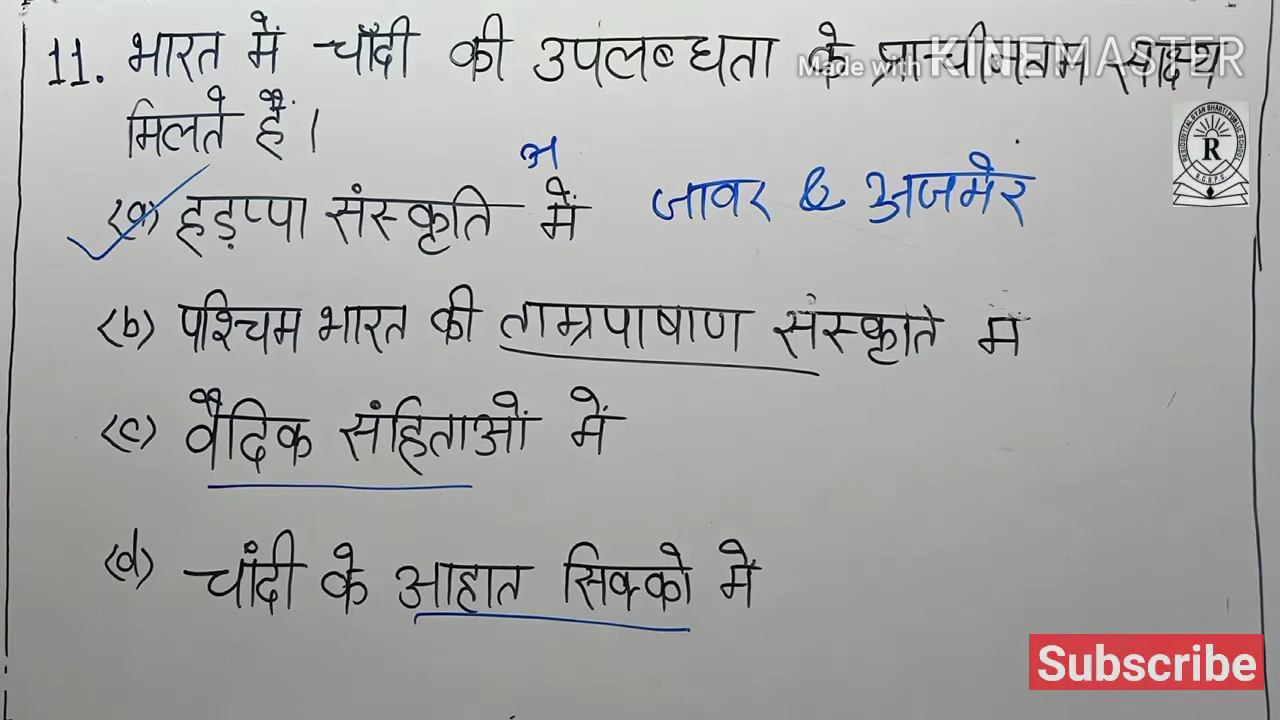 11. भारत में चाँदी की उपलब्धता के प्राचीनतम साक्ष्य
Made with KINEMASTER
मिलते हैं।
अ
(a) हड़प्पा संस्कृति में जावर & अजमेर
R
(b) पश्चिम भारत की ताम्रपाषाण संस्कृति में
(c) वैदिक संहिताओं में
(d) चांदी के आहात सिक्को में
Subscribe